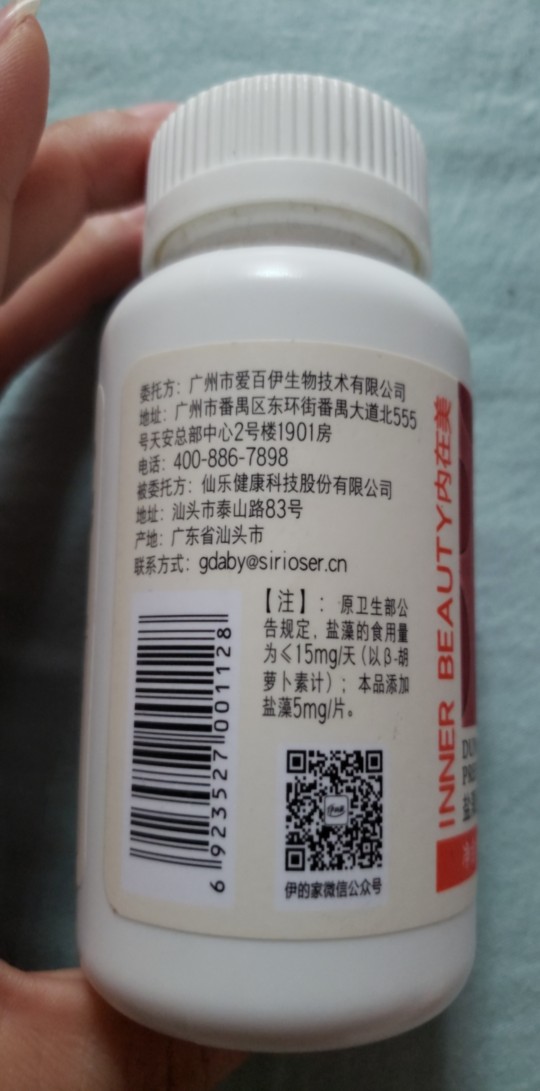 委托方：广州市爱百伊生物技术有限公司
地址：广州市番禺区东环街番禺大道北555
号天安总部中心2号楼1901房
电话：400-886-7898
被委托方：仙乐健康科技股份有限公司
地址：汕头市泰山路83号
产地：广东省汕头市
联系方式：gdaby@sirioser.cn
【注】：原卫生部公
告规定，盐藻的食用量
为≤15mg/天（以β-胡
萝卜素计）；本品添加
盐藻5mg/片。
6 923527 001128
伊的家微信公众号
INNER BEAUTY内在美